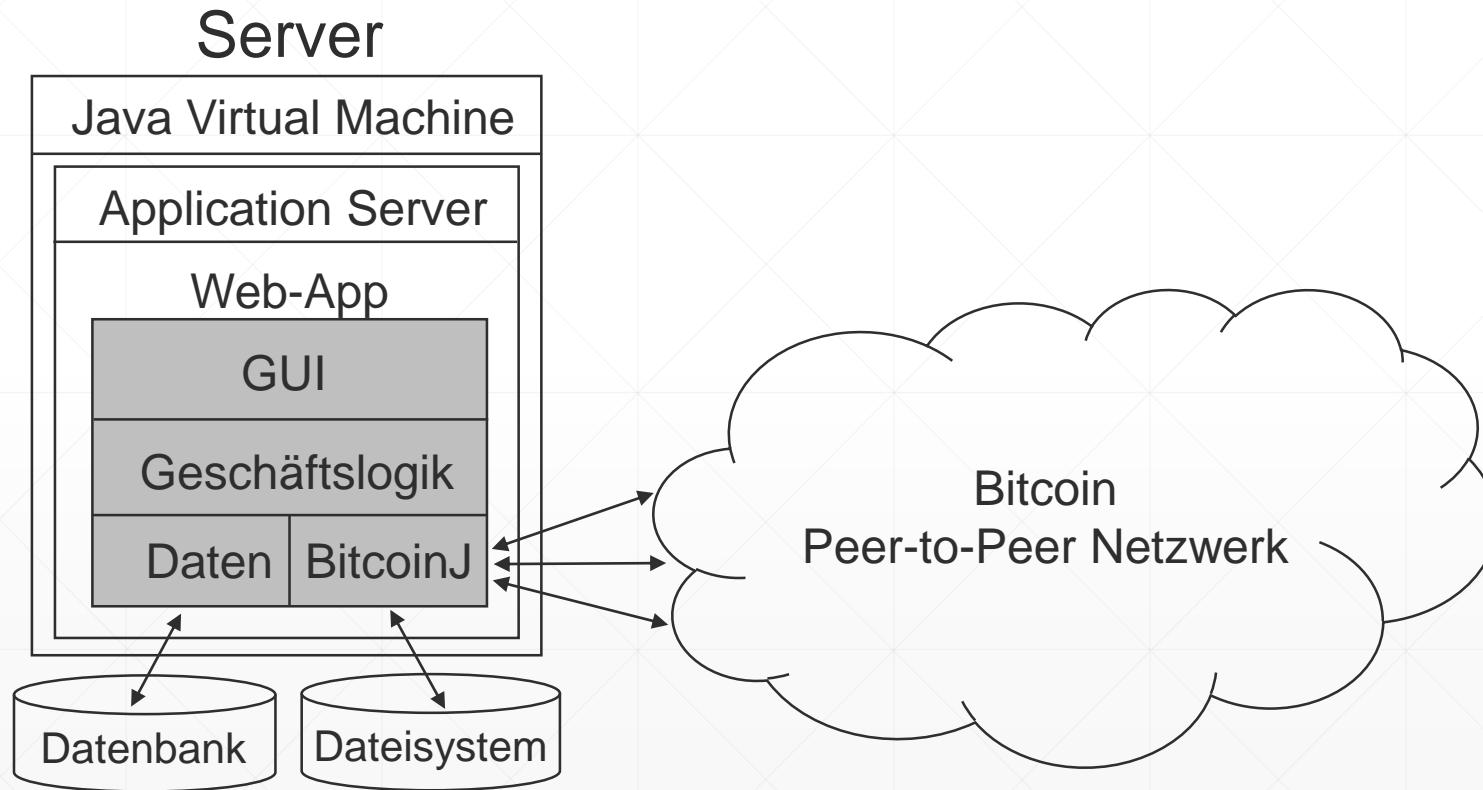 Server
Java Virtual Machine
Application Server
Web-App
GUI
Geschäftslogik
Daten
BitcoinJ
Bitcoin
Peer-to-Peer Netzwerk
Datenbank
Dateisystem